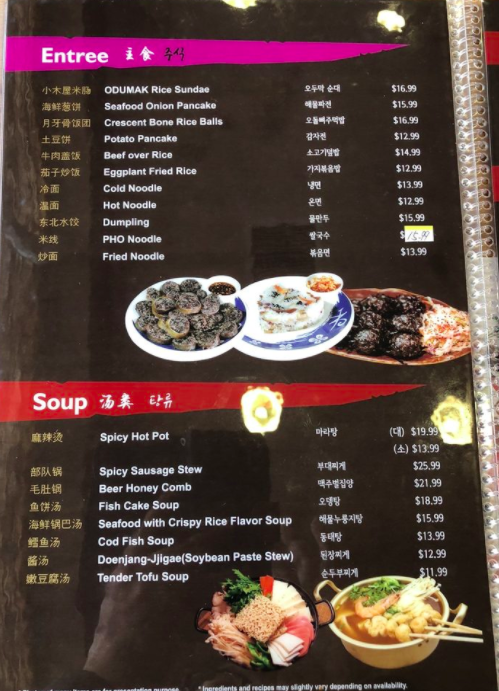 Entree 主食 주식
小木屋米肠 ODUMAK Rice Sundae 오두막 순대 $16.99
海鲜葱饼 Seafood Onion Pancake 해물파전 $15.99
月牙骨饭团 Crescent Bone Rice Balls 오돌뼈주먹밥 $16.99
土豆饼 Potato Pancake 감자전 $12.99
牛肉盖饭 Beef over Rice 소고기덮밥 $14.99
茄子炒饭 Eggplant Fried Rice 가지볶음밥 $12.99
冷面 Cold Noodle 냉면 $13.99
温面 Hot Noodle 온면 $12.99
东北水饺 Dumpling 물만두 $15.99
米线 PHO Noodle 쌀국수 $15.99
炒面 Fried Noodle 볶음면 $13.99
Soup 汤类 탕류
麻辣烫 Spicy Hot Pot 마라탕 (대) $19.99
(소) $13.99
部队锅 Spicy Sausage Stew 부대찌게 $25.99
毛肚锅 Beer Honey Comb 맥주벌집양 $21.99
鱼饼汤 Fish Cake Soup 오뎅탕 $18.99
海鲜锅巴汤 Seafood with Crispy Rice Flavor Soup 해물누룽지탕 $15.99
鳕鱼汤 Cod Fish Soup 동태탕 $13.99
酱汤 Doenjang-Jjigae(Soybean Paste Stew) 된장찌게 $12.99
嫩豆腐汤 Tender Tofu Soup 순두부찌게 $11.99
* Ingredients and recipes may slightly vary depending on availability.